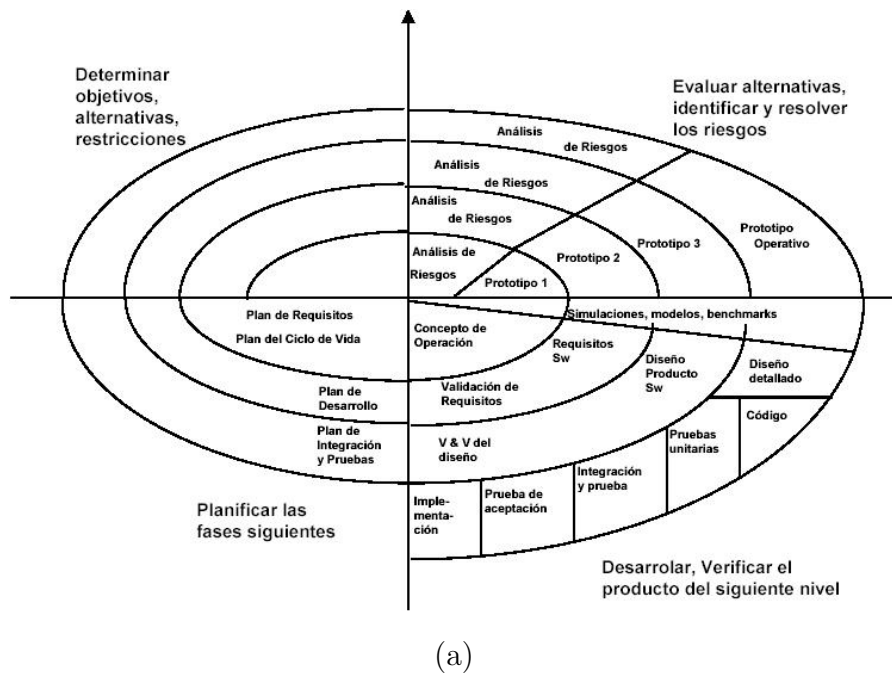 Determinar
objetivos,
alternativas,
restricciones
Evaluar alternativas,
identificar y resolver
los riesgos
Análisis
de Riesgos
Análisis
de Riesgos
Análisis
de Riesgos
Análisis de
Riesgos
Prototipo 1
Prototipo 2
Prototipo 3
Prototipo
Operativo
Simulaciones, modelos, benchmarks
Plan de Requisitos
Plan del Ciclo de Vida
Concepto de
Operación
Requisitos
Sw
Diseño
Producto
Sw
Diseño
detallado
Plan de
Desarrollo
Validación de
Requisitos
Plan de
Integración
y Pruebas
V & V del
diseño
Código
Pruebas
unitarias
Integración
y prueba
Prueba de
aceptación
Imple-
menta-
ción
Planificar las
fases siguientes
Desarrolar, Verificar el
producto del siguiente nivel
(a)